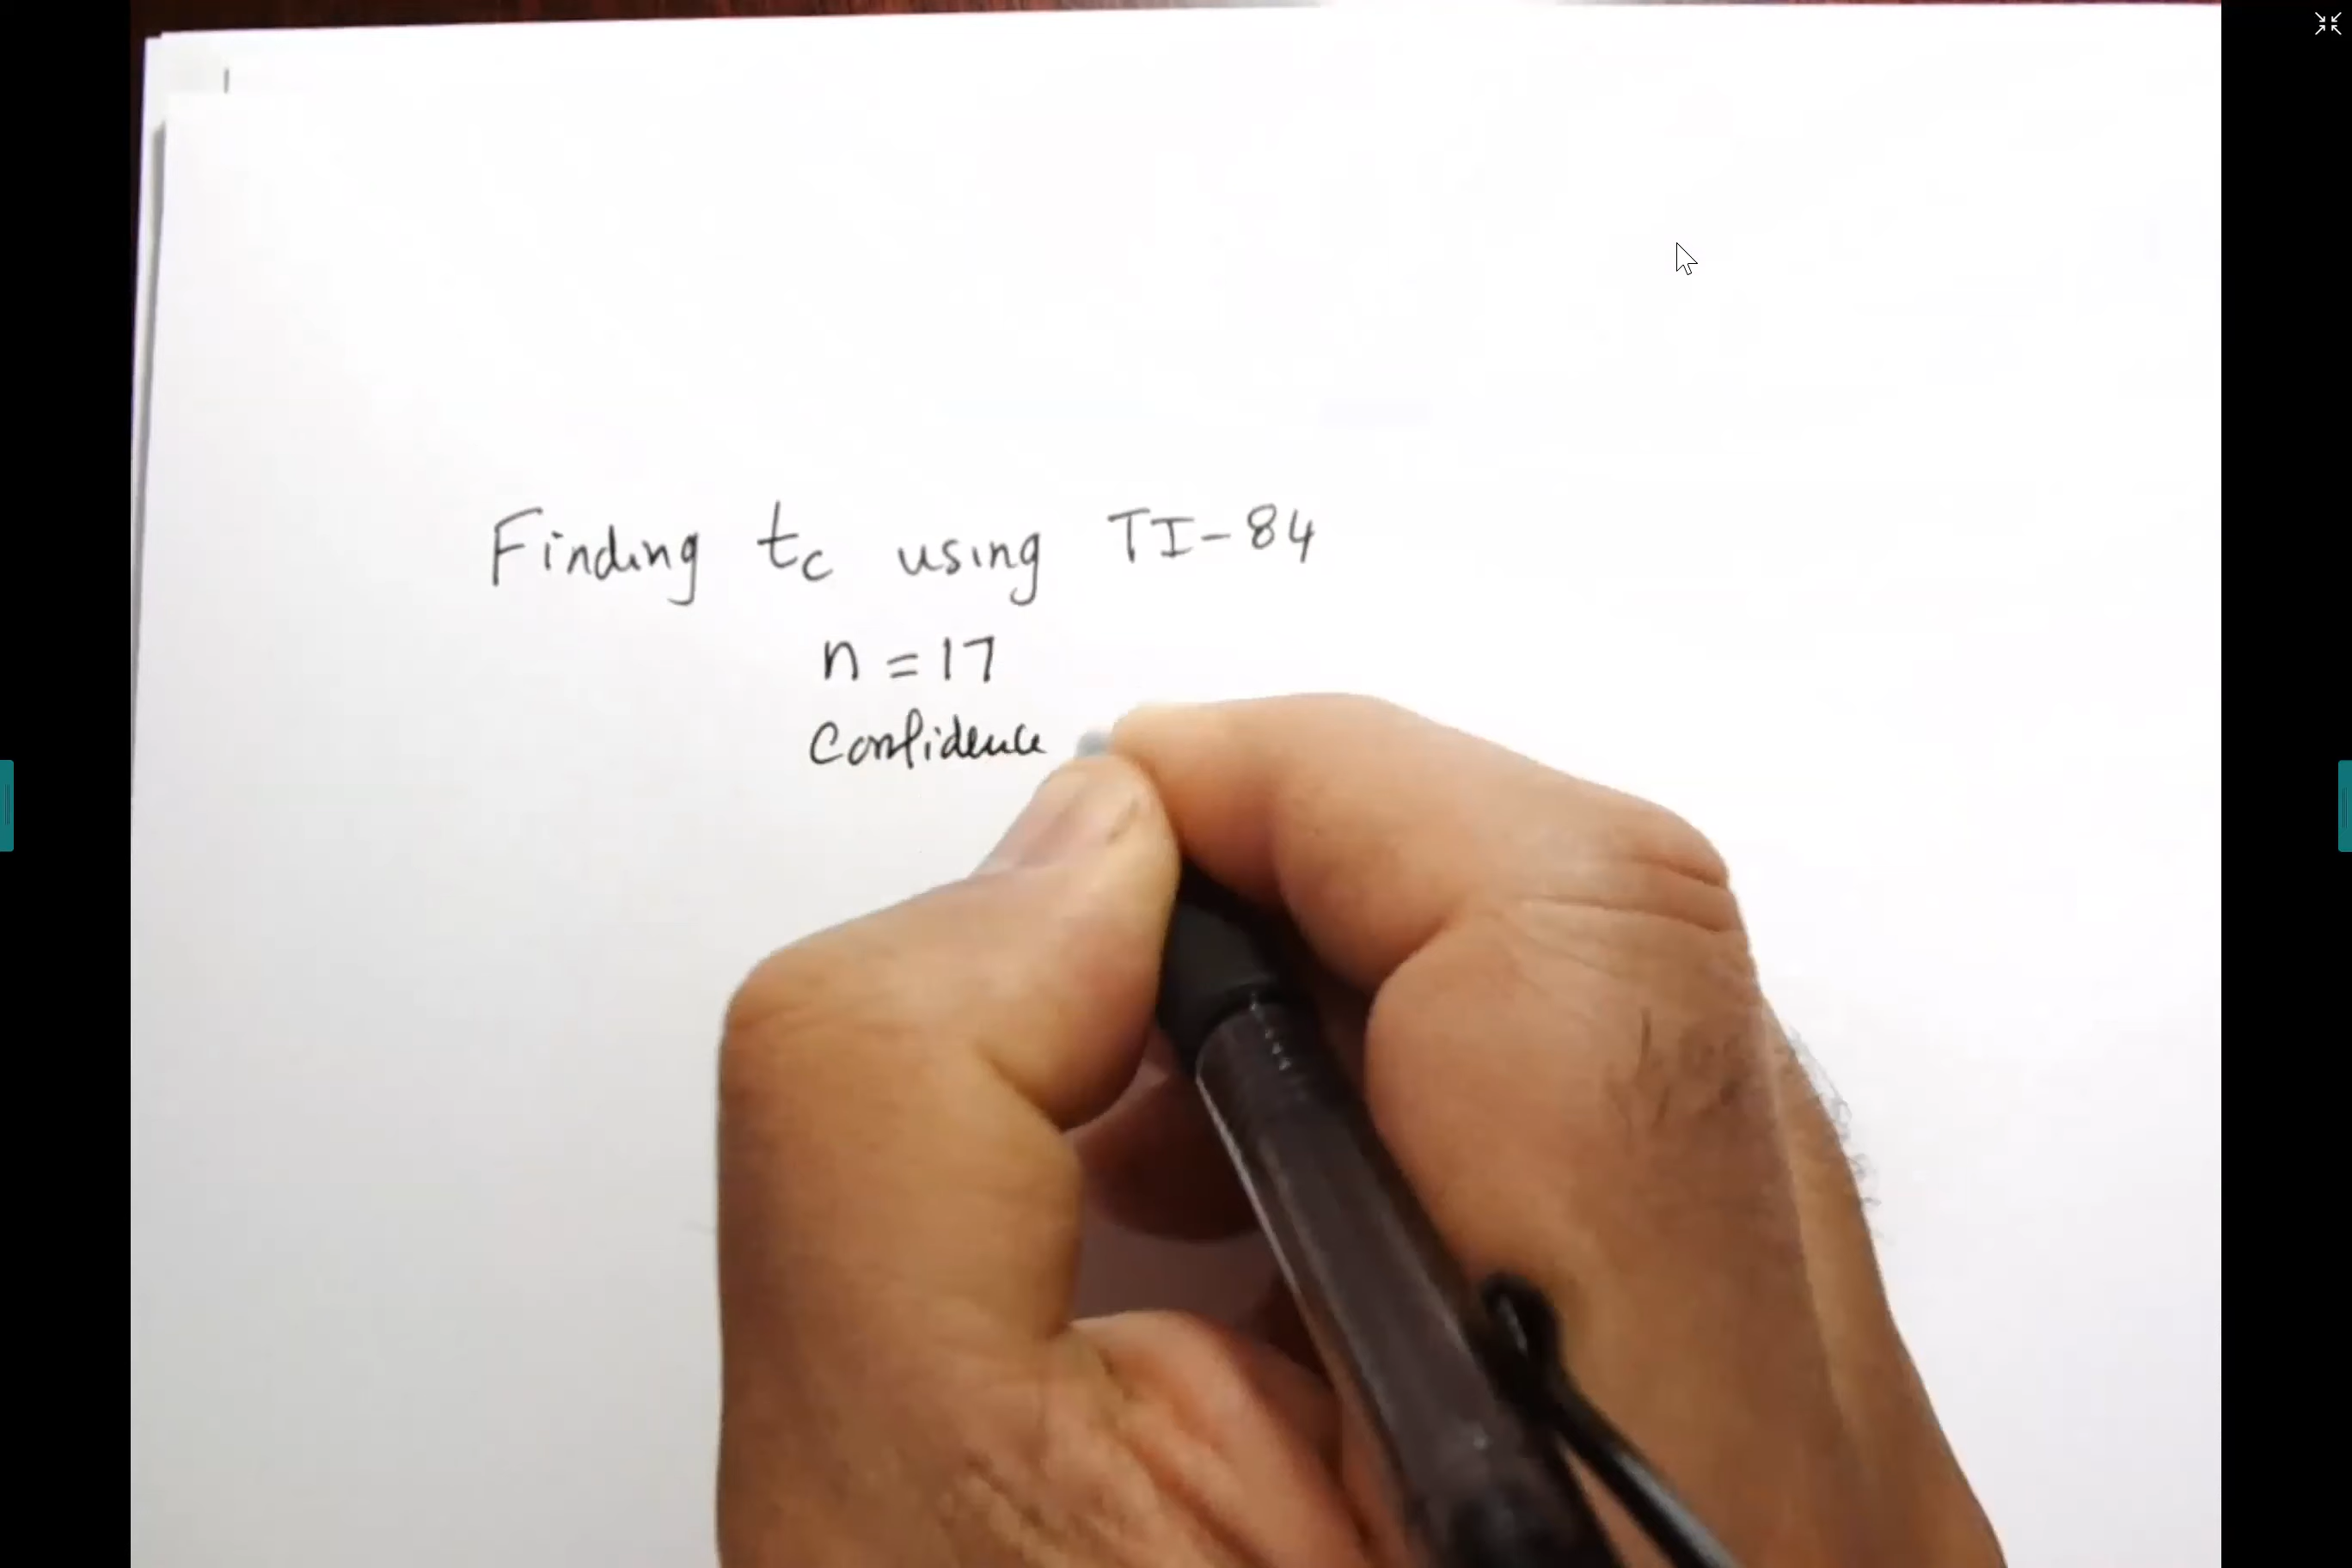 Finding tc using TI-84
n = 17
Confidence